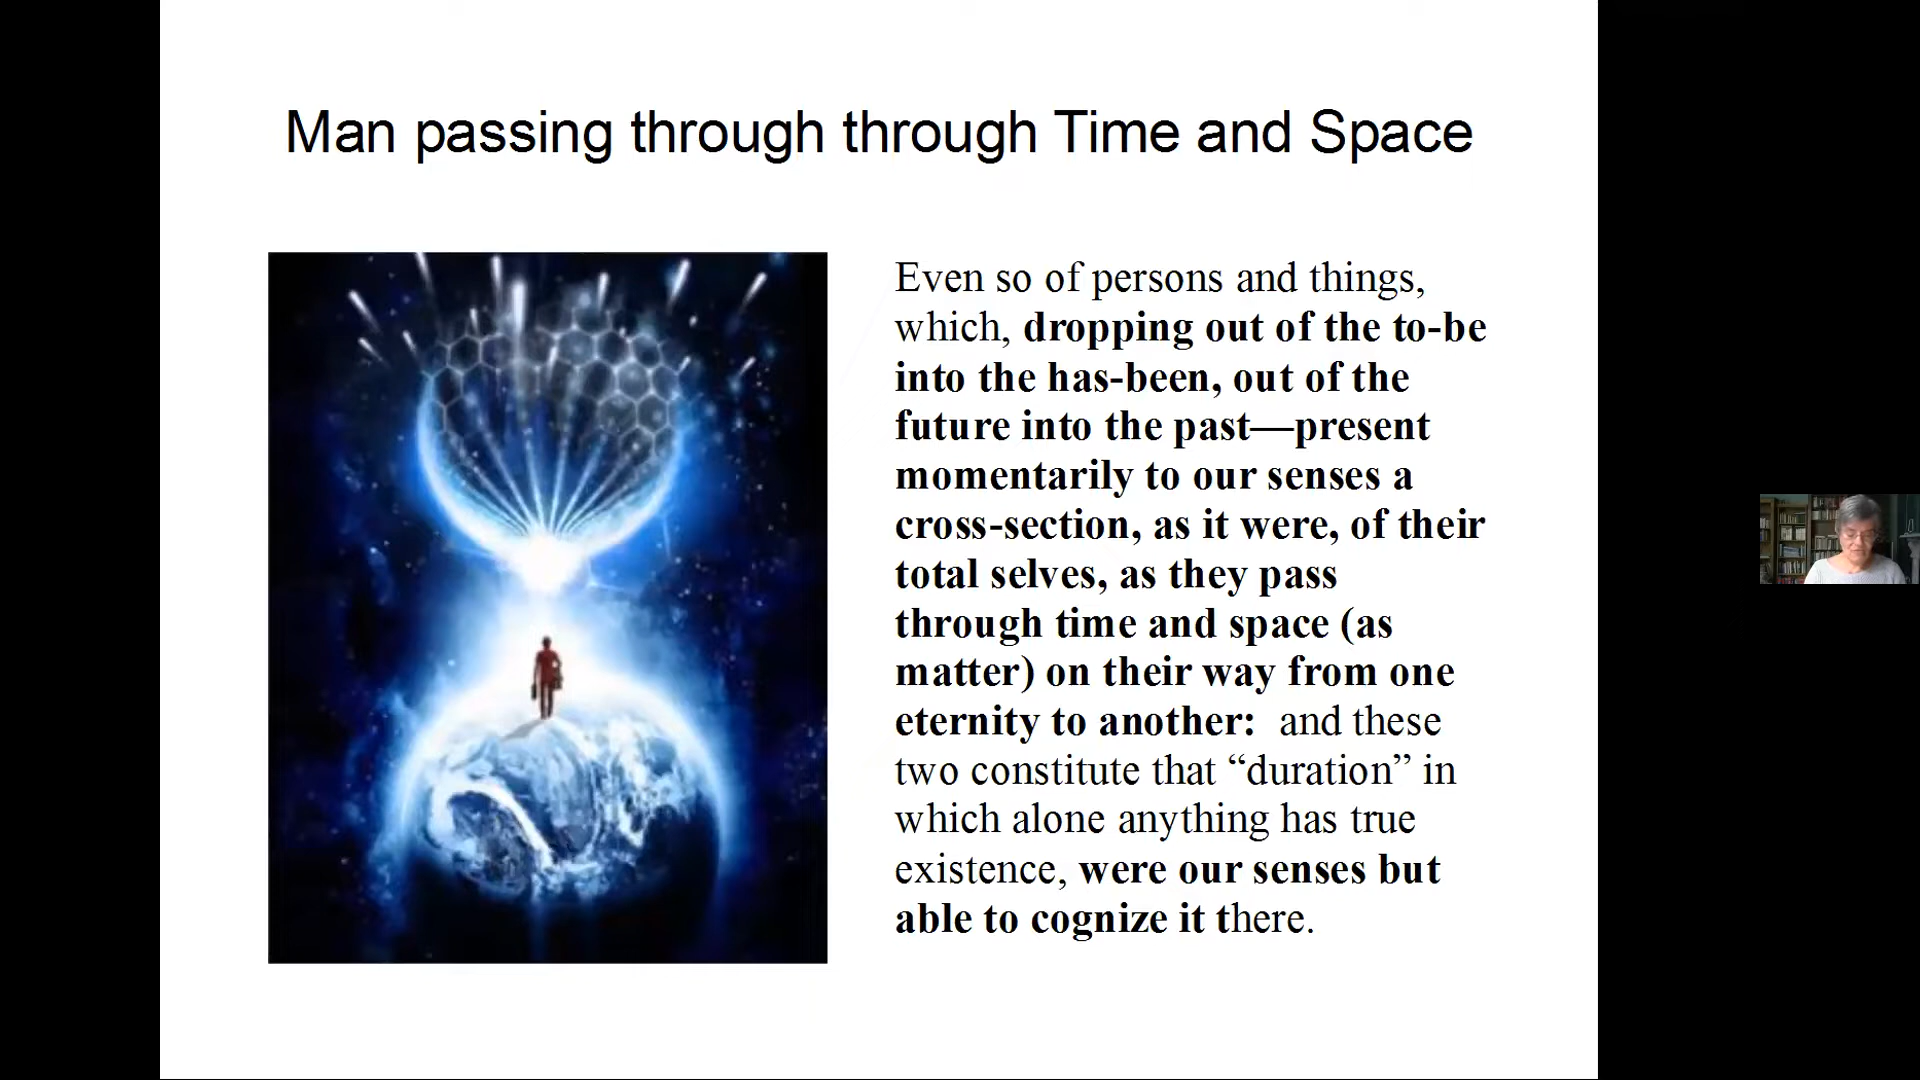 Man passing through through Time and Space
Even so of persons and things,
which, dropping out of the to-be
into the has-been, out of the
future into the past—present
momentarily to our senses a
cross-section, as it were, of their
total selves, as they pass
through time and space (as
matter) on their way from one
eternity to another:  and these
two constitute that “duration” in
which alone anything has true
existence, were our senses but
able to cognize it there.